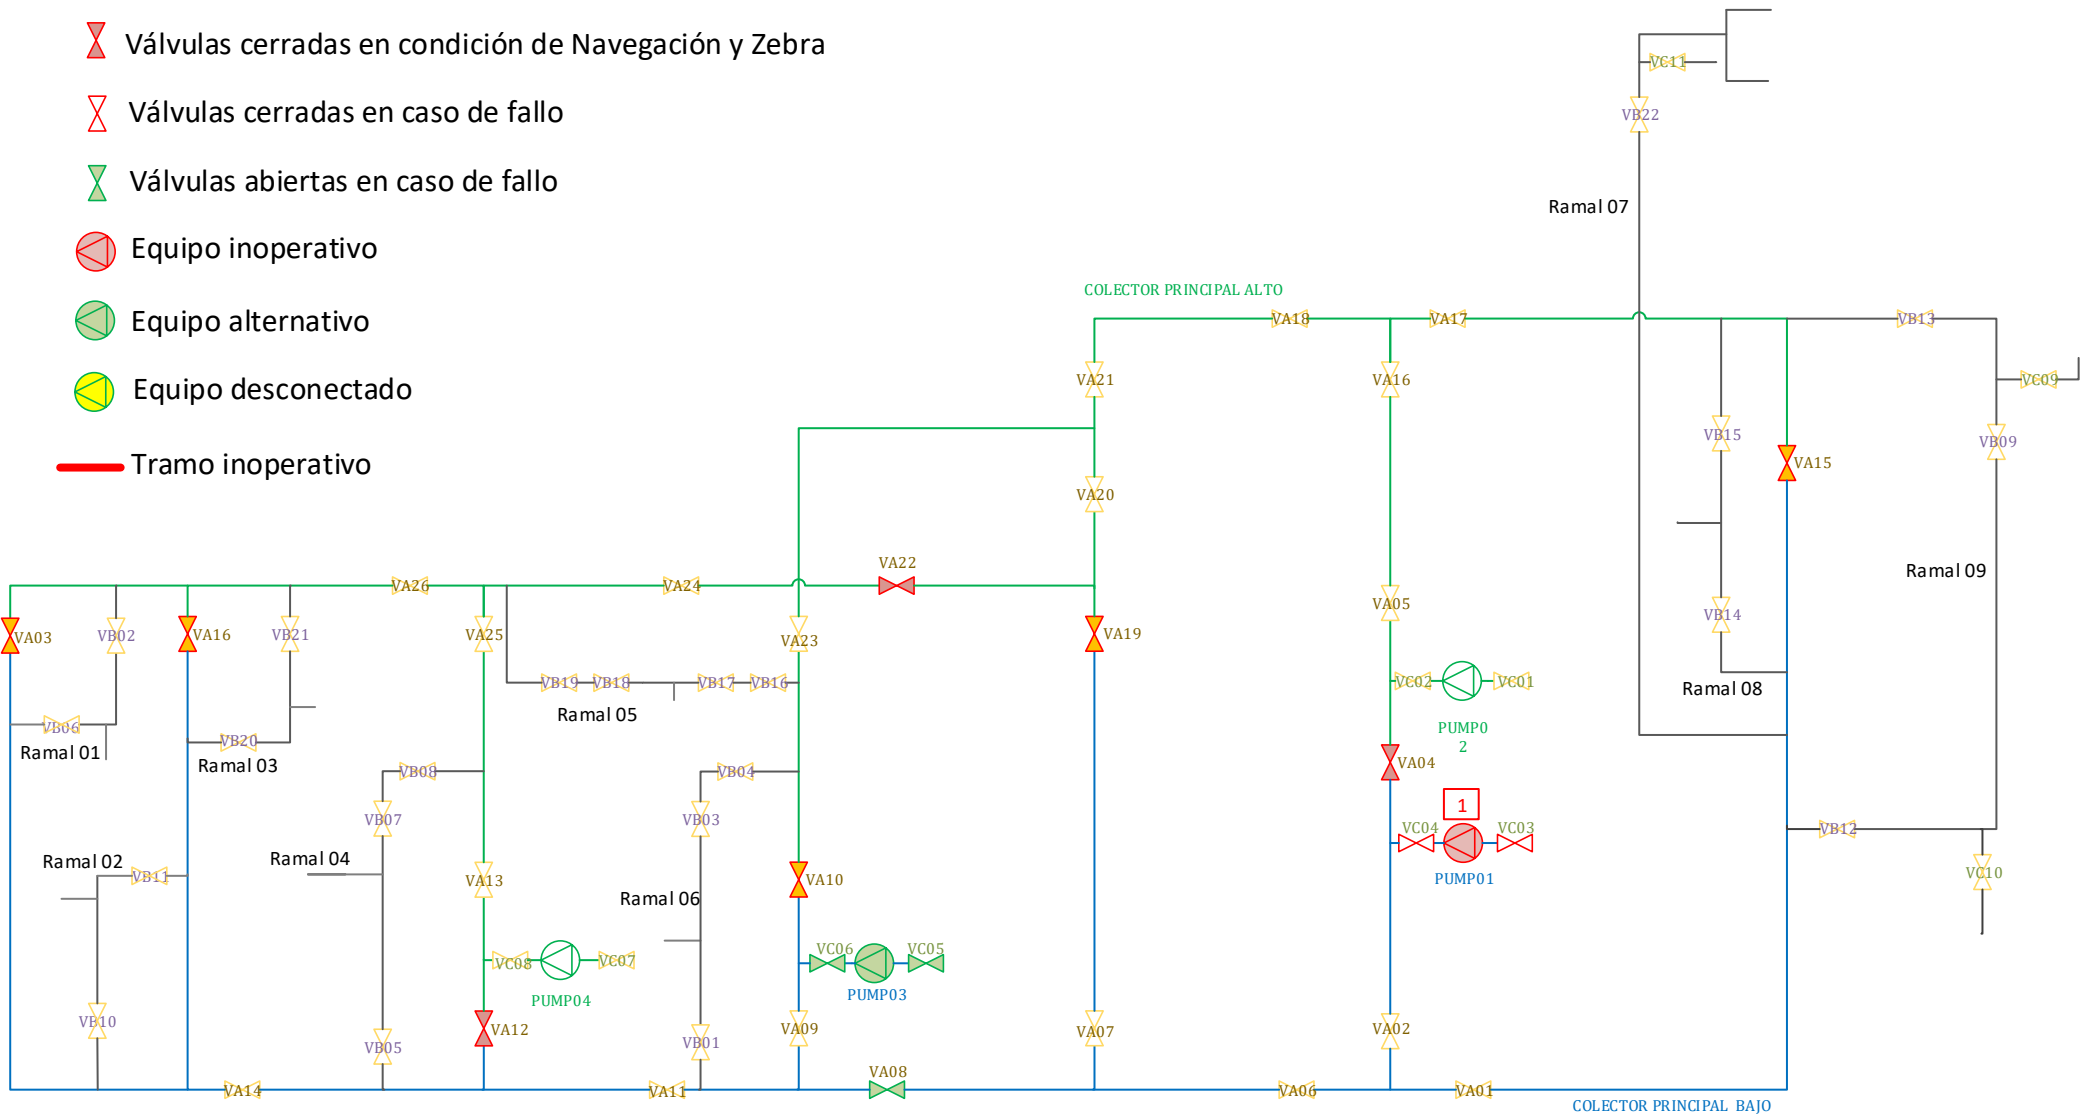 Válvulas cerradas en condición de Navegación y Zebra
Válvulas cerradas en caso de fallo
Válvulas abiertas en caso de fallo
Equipo inoperativo
Equipo alternativo
Equipo desconectado
Tramo inoperativo
VC11
VB22
Ramal 07
COLECTOR PRINCIPAL ALTO
VA18
VA17
VB13
VA21
VA16
VC09
VB15
VB09
VA15
VA20
VA22
Ramal 09
VA26
VA24
VA05
VB14
VA03
VB02
VA16
VB21
VA25
VA23
VA19
VB19
VB18
VB17
VB16
VC02
VC01
Ramal 08
Ramal 05
VB06
PUMP0
2
Ramal 01
VB20
Ramal 03
VB08
VB04
VA04
1
VB07
VB03
VC04
VC03
VB12
Ramal 02
Ramal 04
VB11
VA13
VA10
PUMP01
VC10
Ramal 06
VC06
VC05
VC08
VC07
PUMP04
PUMP03
VB10
VA12
VA09
VA07
VA02
VB05
VB01
VA08
VA14
VA11
VA06
VA01
COLECTOR PRINCIPAL BAJO